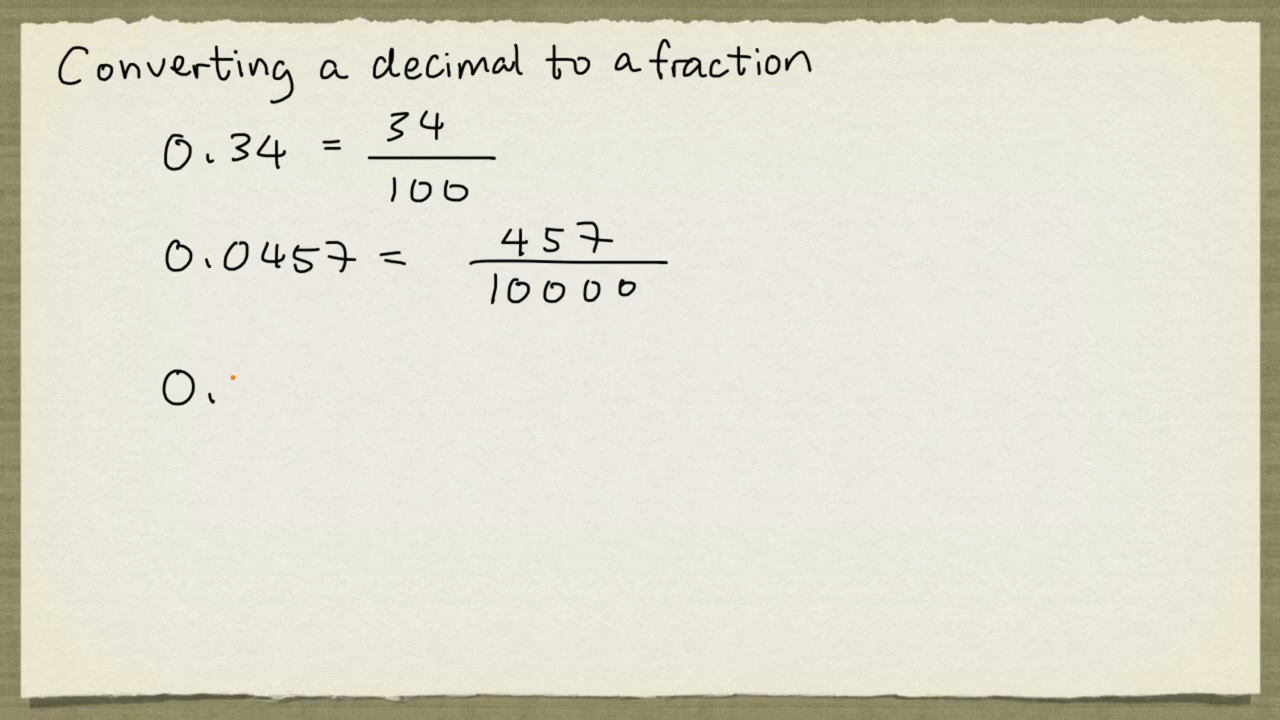 Converting a decimal to a fraction
0.34 = 34/100
0.0457 = 457/10000
0.